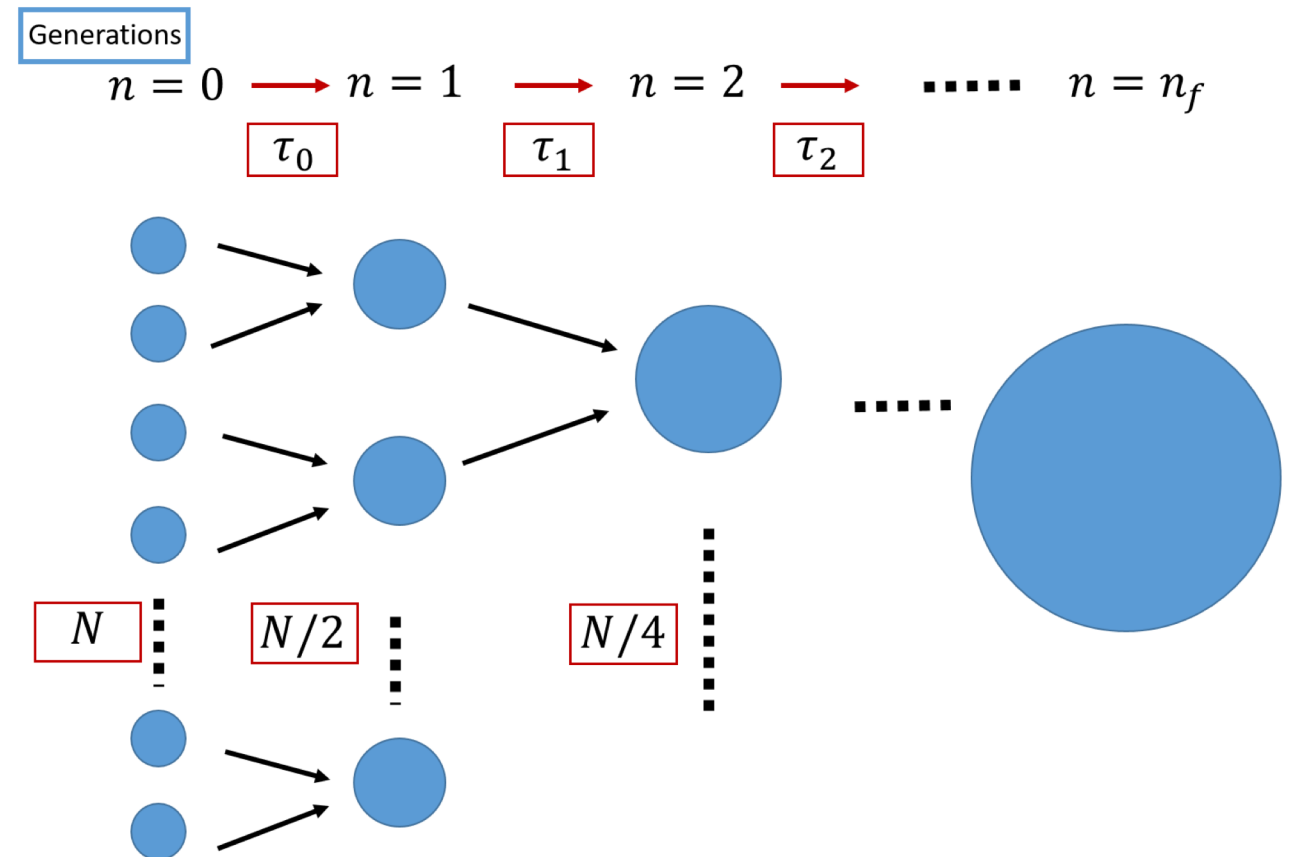 Generations
n = 0 → n = 1 → n = 2 → ..... n = n_f
τ_0 τ_1 τ_2
N N/2 N/4